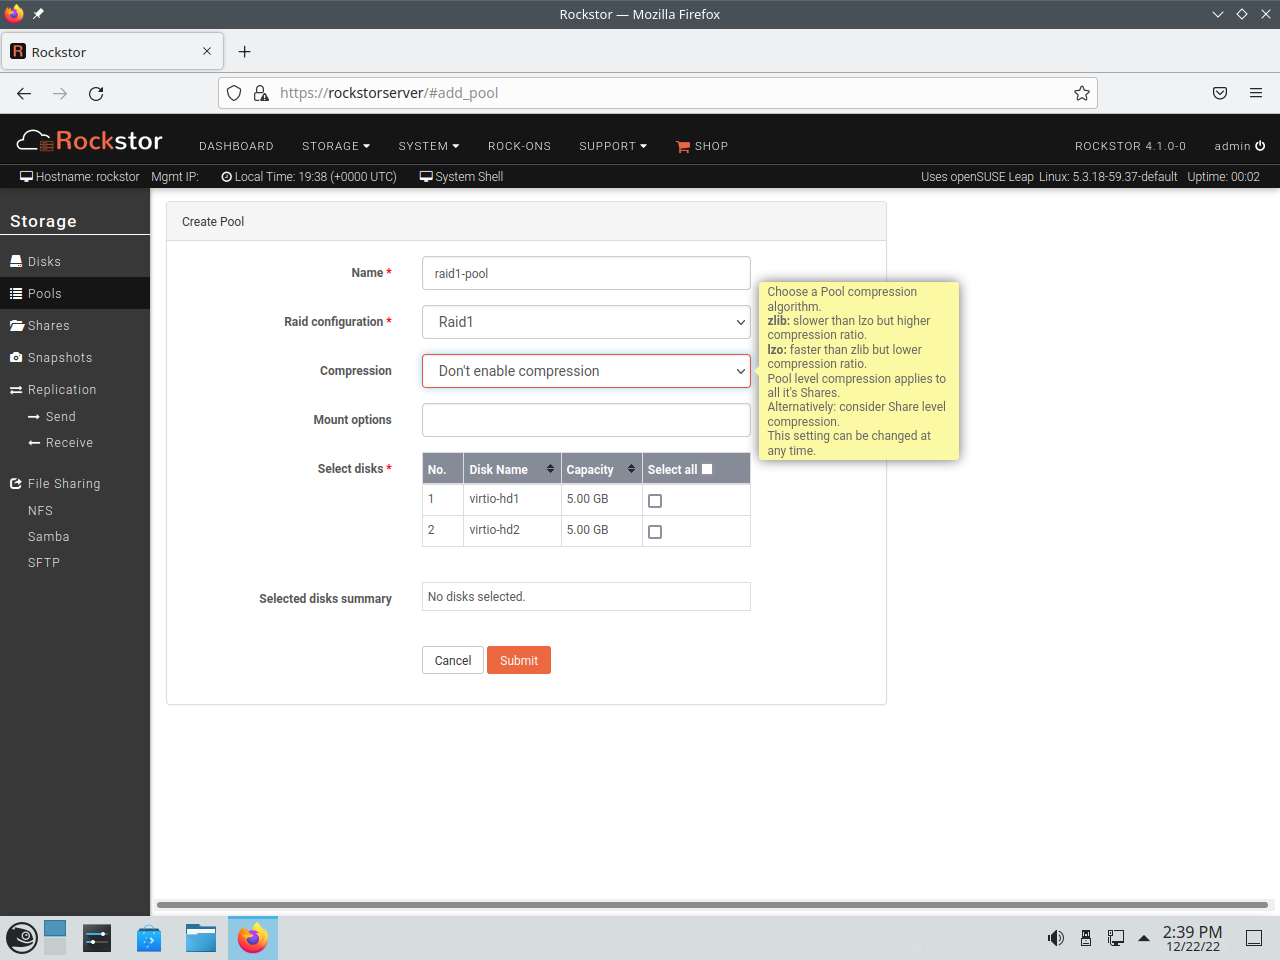 Rockstor — Mozilla Firefox
Rockstor
https://rockstorserver/#add_pool
Rockstor
DASHBOARD STORAGE SYSTEM ROCK-ONS SUPPORT SHOP ROCKSTOR 4.1.0-0 admin
Hostname: rockstor Mgmt IP: Local Time: 19:38 (+0000 UTC) System Shell Uses openSUSE Leap Linux: 5.3.18-59.37-default Uptime: 00:02
Storage
Disks
Pools
Shares
Snapshots
Replication
Send
Receive
File Sharing
NFS
Samba
SFTP
Create Pool
Name * raid1-pool
Raid configuration * Raid1
Compression Don't enable compression
Choose a Pool compression
algorithm.
zlib: slower than lzo but higher
compression ratio.
lzo: faster than zlib but lower
compression ratio.
Pool level compression applies to
all it's Shares.
Alternatively: consider Share level
compression.
This setting can be changed at
any time.
Mount options
Select disks *
No. Disk Name Capacity Select all
1 virtio-hd1 5.00 GB
2 virtio-hd2 5.00 GB
Selected disks summary No disks selected.
Cancel Submit
2:39 PM
12/22/22